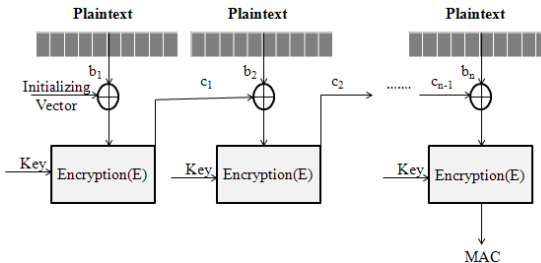 Plaintext Plaintext Plaintext
b1 b2 bn
Initializing
Vector
c1 c2 ....... cn-1
Key Encryption(E) Key Encryption(E) Key Encryption(E)
MAC